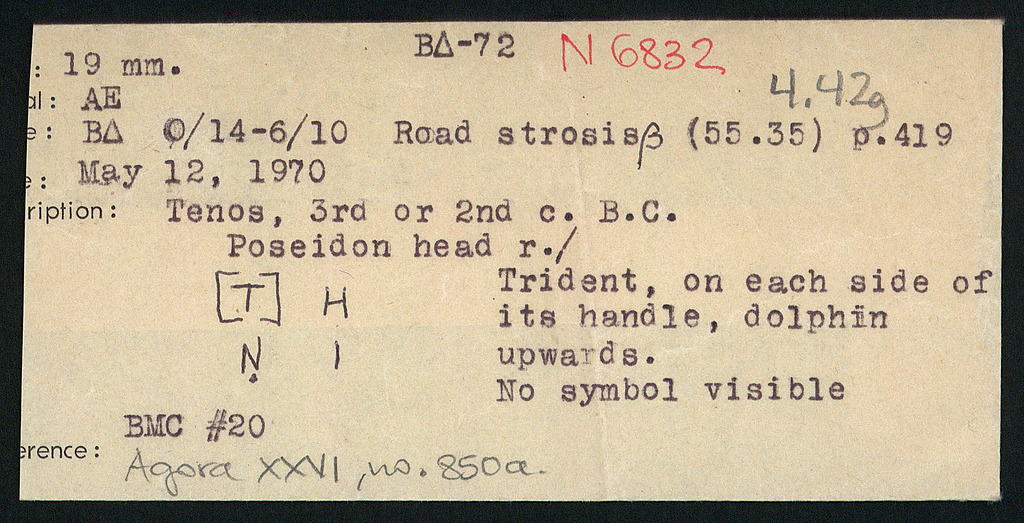 BΔ-72 N 6832
: 19 mm. 4.42g
al: AE
e: BΔ O/14-6/10 Road strosisβ (55.35) p.419
e: May 12, 1970
ription: Tenos, 3rd or 2nd c. B.C.
Poseidon head r./
[T] H Trident, on each side of
its handle, dolphin
Ṇ I upwards.
No symbol visible
BMC #20
erence: Agora XXVI, no. 850a.